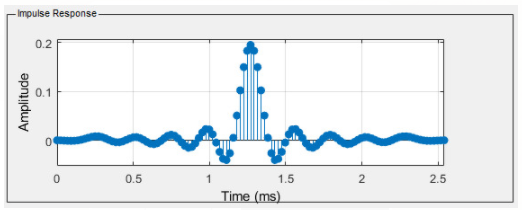 Impulse Response
0.2
0.1
0
Amplitude
0 0.5 1 1.5 2 2.5
Time (ms)